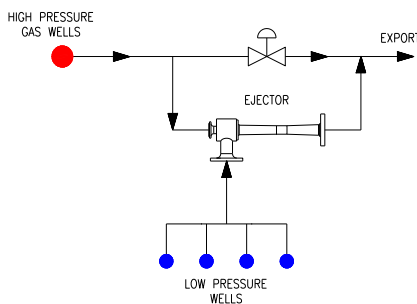 HIGH PRESSURE
GAS WELLS
EXPORT
EJECTOR
LOW PRESSURE
WELLS